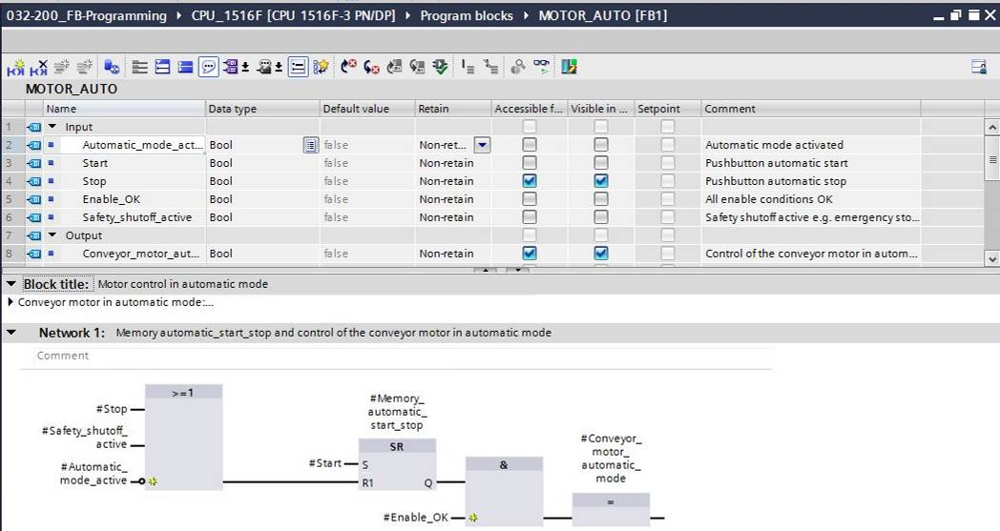 032-200_FB-Programming ▸ CPU_1516F [CPU 1516F-3 PN/DP] ▸ Program blocks ▸ MOTOR_AUTO [FB1]
MOTOR_AUTO
Name Data type Default value Retain Accessible f... Visible in ... Setpoint Comment
1 Input
2 Automatic_mode_act... Bool false Non-ret... Automatic mode activated
3 Start Bool false Non-retain Pushbutton automatic start
4 Stop Bool false Non-retain Pushbutton automatic stop
5 Enable_OK Bool false Non-retain All enable conditions OK
6 Safety_shutoff_active Bool false Non-retain Safety shutoff active e.g. emergency sto...
7 Output
8 Conveyor_motor_aut... Bool false Non-retain Control of the conveyor motor in autom...
Block title: Motor control in automatic mode
Conveyor motor in automatic mode:...
Network 1: Memory automatic_start_stop and control of the conveyor motor in automatic mode
Comment
>=1
#Stop
#Safety_shutoff_
active
#Automatic_
mode_active
#Memory_
automatic_
start_stop
SR
#Start S
R1 Q
&
#Enable_OK
#Conveyor_
motor_
automatic_
mode
=